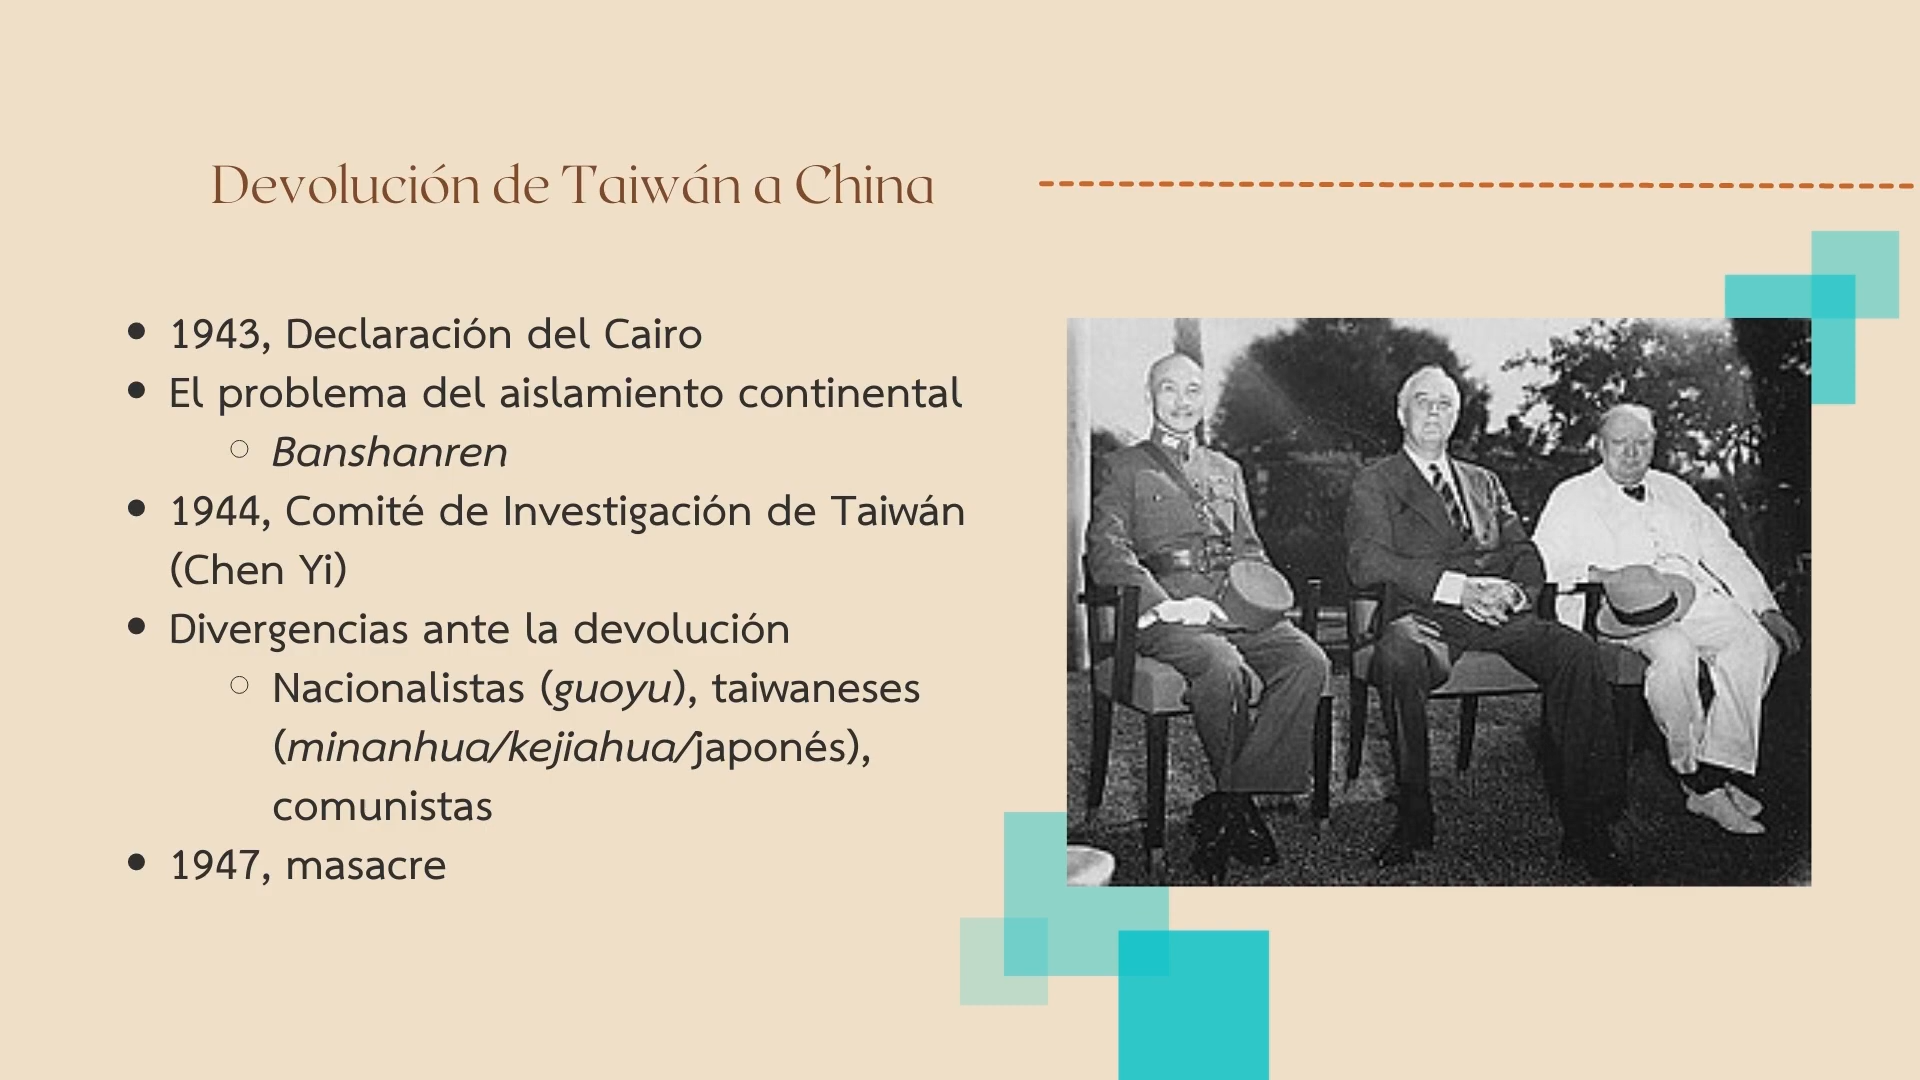 Devolución de Taiwán a China
• 1943, Declaración del Cairo
• El problema del aislamiento continental
○ Banshanren
• 1944, Comité de Investigación de Taiwán
(Chen Yi)
• Divergencias ante la devolución
○ Nacionalistas (guoyu), taiwaneses
(minanhua/kejiahua/japonés),
comunistas
• 1947, masacre